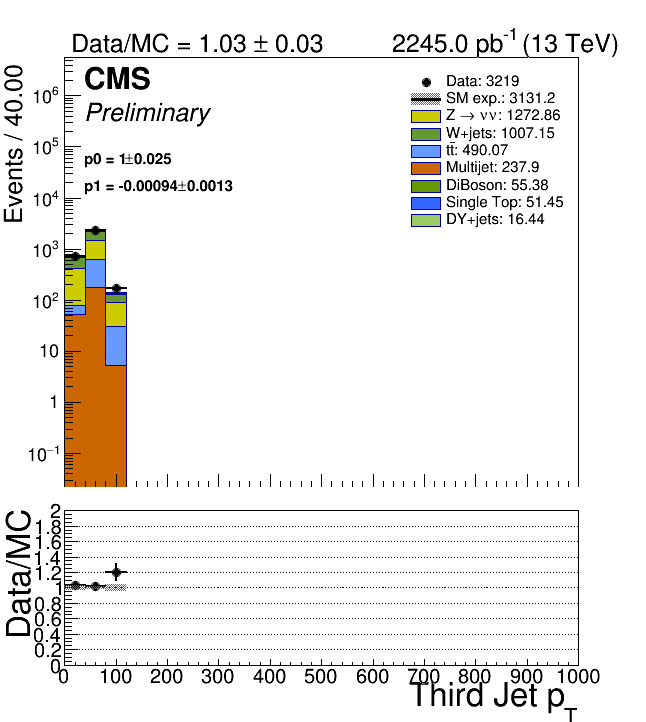 Data/MC = 1.03 ± 0.03 2245.0 pb⁻¹ (13 TeV)
CMS
Preliminary
p0 = 1±0.025
p1 = -0.00094±0.0013
Data: 3219
SM exp.: 3131.2
Z → νν: 1272.86
W+jets: 1007.15
tt̄: 490.07
Multijet: 237.9
DiBoson: 55.38
Single Top: 51.45
DY+jets: 16.44
Events / 40.00
10⁶
10⁵
10⁴
10³
10²
10
1
10⁻¹
Data/MC
2
1.8
1.6
1.4
1.2
1
0.8
0.6
0.4
0.2
0
0 100 200 300 400 500 600 700 800 900 1000
Third Jet p_T